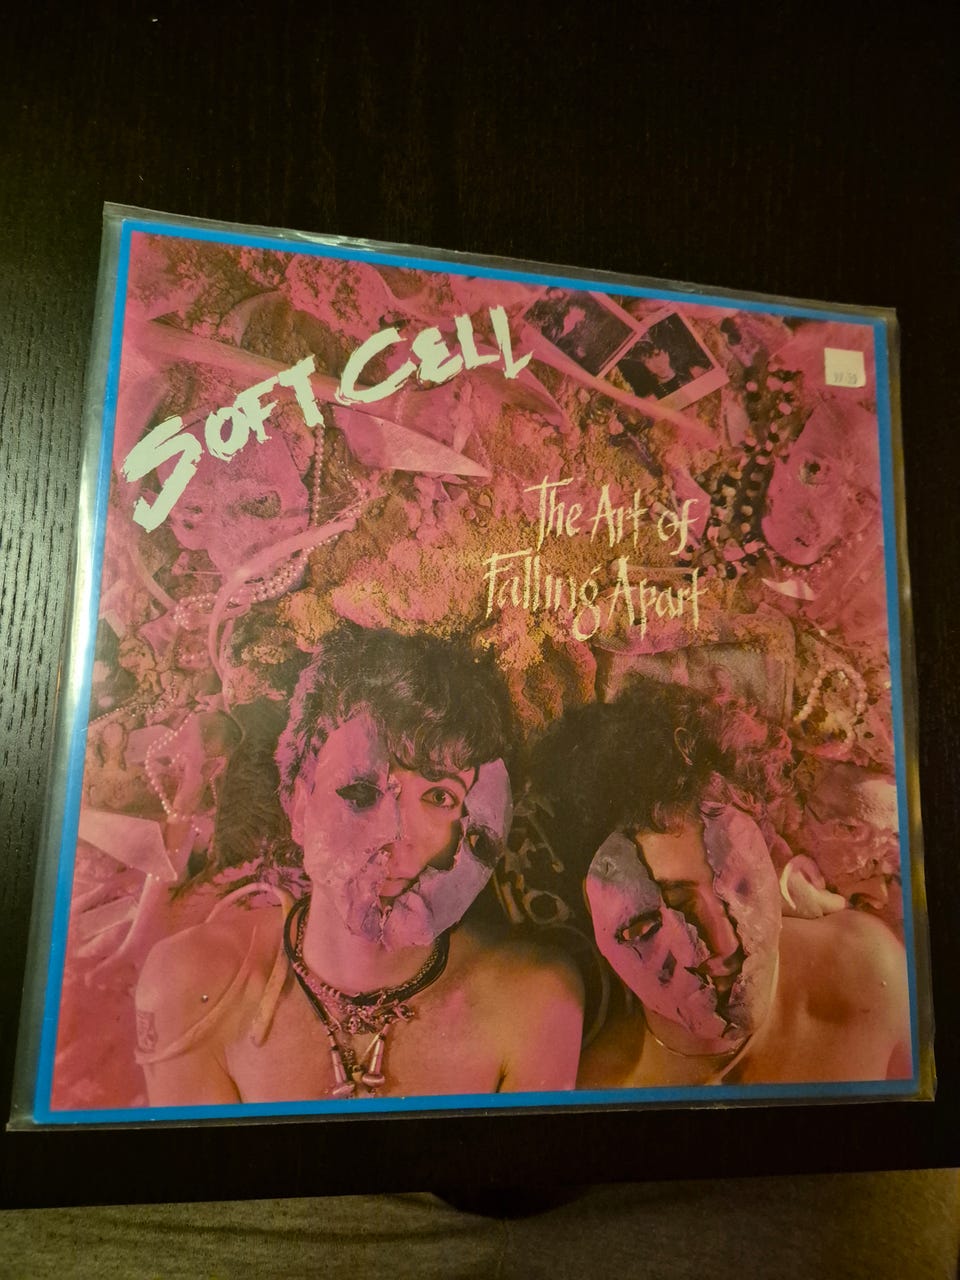 SOFT CELL
The Art of
Falling Apart